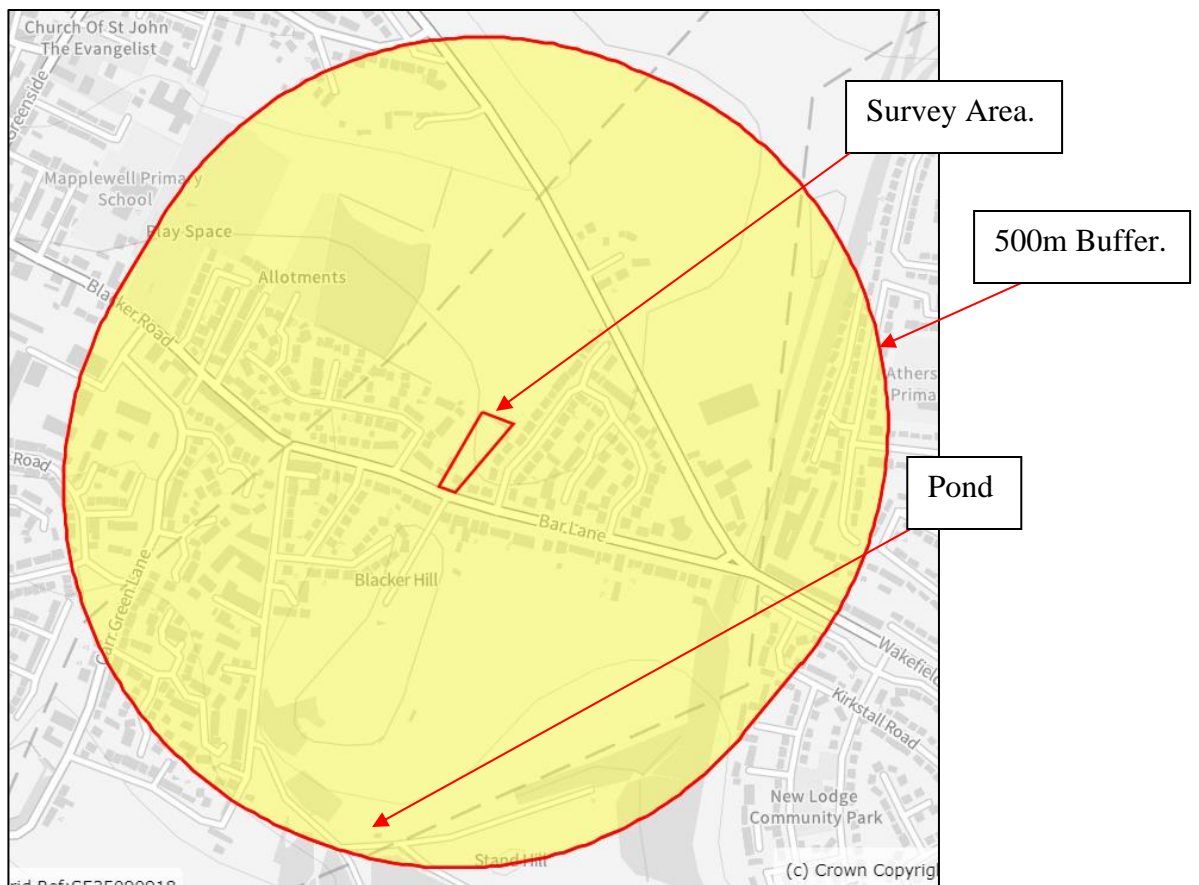 Church Of St John
The Evangelist
Greenside
Survey Area.
Mapplewell Primary
School
Play Space
500m Buffer.
Allotments
Blacker Road
Athers
Prima
Road
Pond
Bar Lane
Blacker Hill
Carr Green Lane
Wakefield
Kirkstall Road
New Lodge
Community Park
Stand Hill
(c) Crown Copyrig